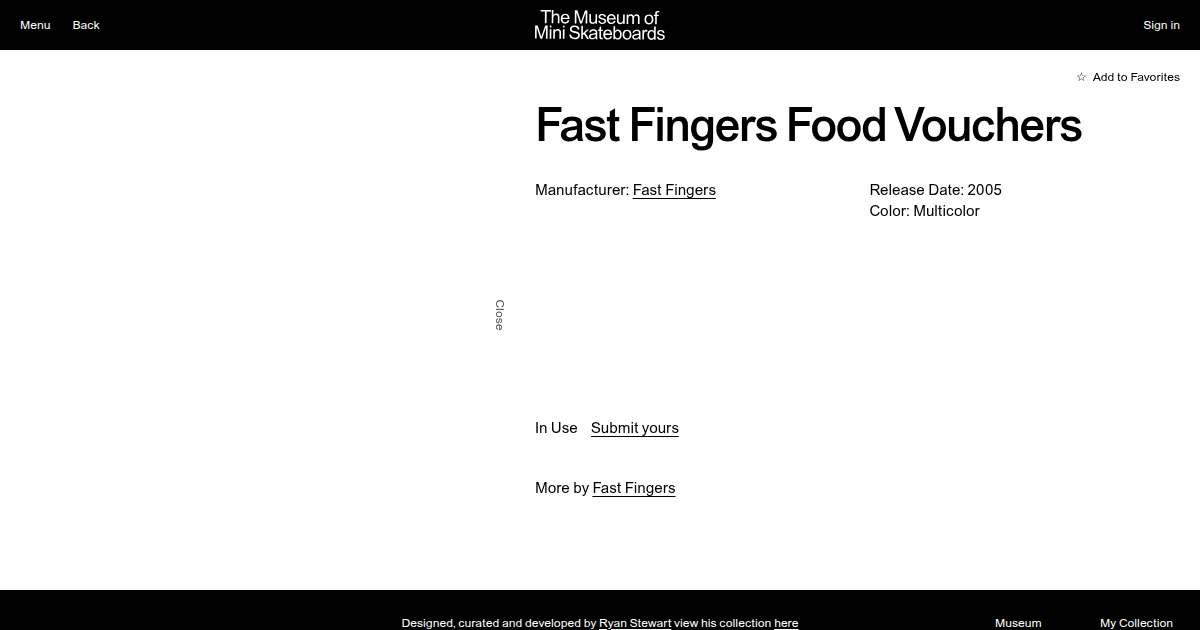 Menu
Back
The Museum of
Mini Skateboards
Sign in
☆ Add to Favorites
Fast Fingers Food Vouchers
Manufacturer: Fast Fingers
Release Date: 2005
Color: Multicolor
Close
In Use Submit yours
More by Fast Fingers
Designed, curated and developed by Ryan Stewart view his collection here
Museum
My Collection